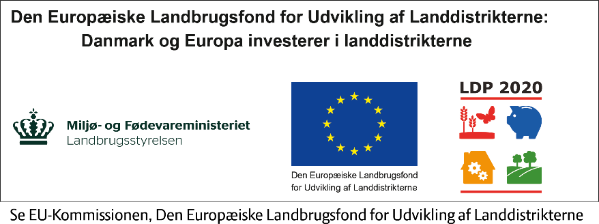 Den Europæiske Landbrugsfond for Udvikling af Landdistrikterne:
Danmark og Europa investerer i landdistrikterne
LDP 2020
Miljø- og Fødevareministeriet
Landbrugsstyrelsen
Den Europæiske Landbrugsfond
for Udvikling af Landdistrikterne
Se EU-Kommissionen, Den Europæiske Landbrugsfond for Udvikling af Landdistrikterne